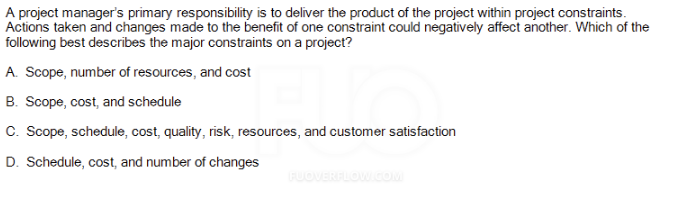 A project manager's primary responsibility is to deliver the product of the project within project constraints.
Actions taken and changes made to the benefit of one constraint could negatively affect another. Which of the
following best describes the major constraints on a project?
A. Scope, number of resources, and cost
B. Scope, cost, and schedule
C. Scope, schedule, cost, quality, risk, resources, and customer satisfaction
D. Schedule, cost, and number of changes
FUO
FUOVERFLOW.COM